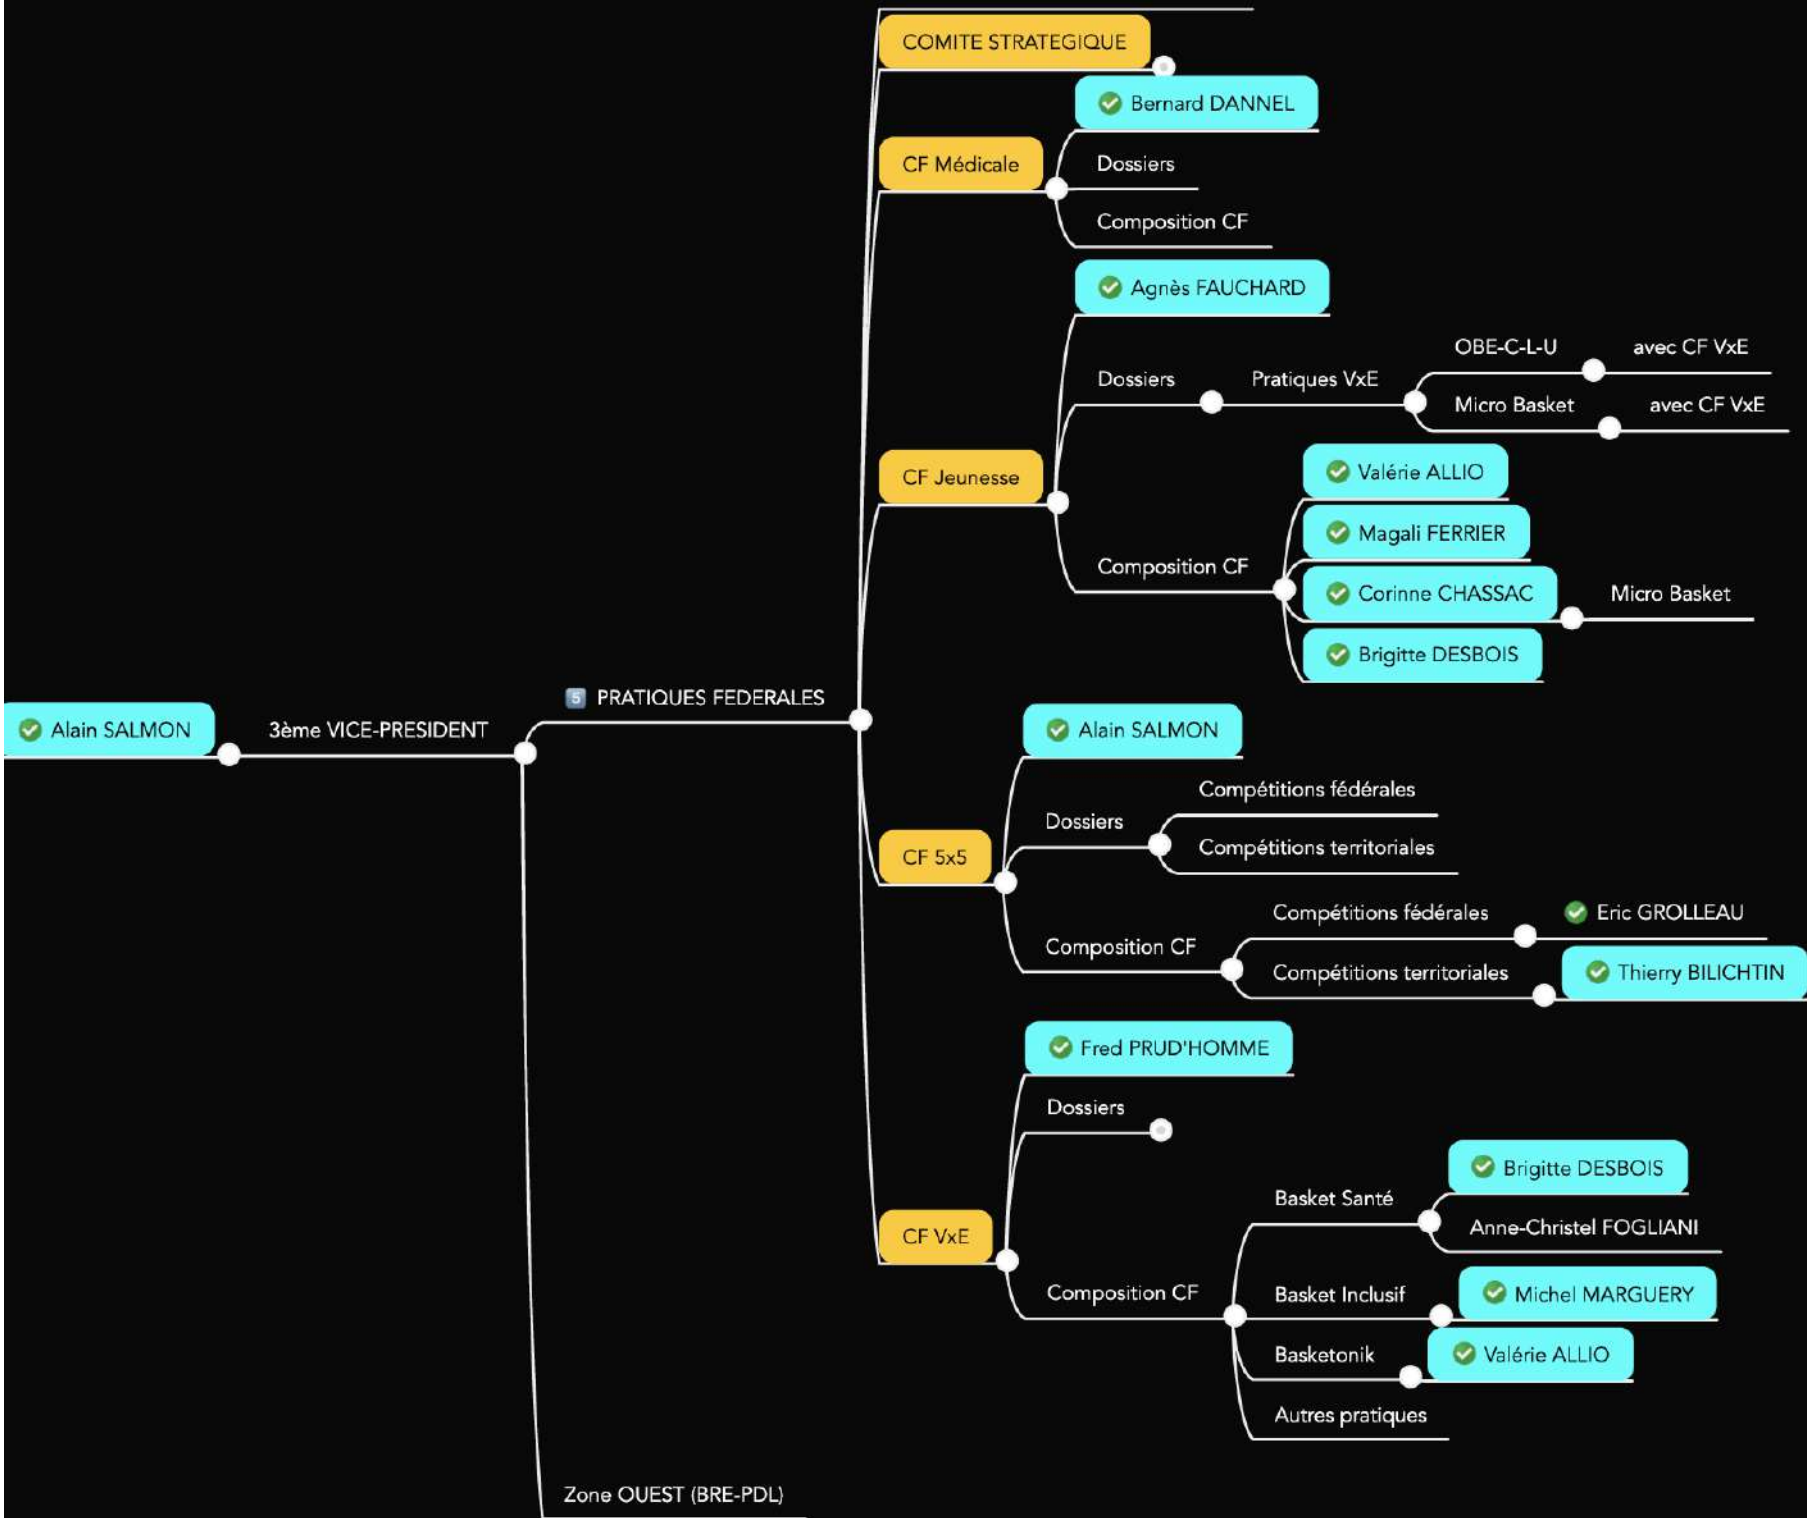 COMITE STRATEGIQUE
Bernard DANNEL
CF Médicale
Dossiers
Composition CF
Agnès FAUCHARD
OBE-C-L-U
avec CF VxE
Dossiers
Pratiques VxE
Micro Basket
avec CF VxE
CF Jeunesse
Valérie ALLIO
Magali FERRIER
Composition CF
Corinne CHASSAC
Micro Basket
Brigitte DESBOIS
Alain SALMON
3ème VICE-PRESIDENT
5 PRATIQUES FEDERALES
Alain SALMON
Compétitions fédérales
Dossiers
Compétitions territoriales
CF 5x5
Compétitions fédérales
Eric GROLLEAU
Composition CF
Compétitions territoriales
Thierry BILICHTIN
Fred PRUD'HOMME
Dossiers
Brigitte DESBOIS
Basket Santé
Anne-Christel FOGLIANI
CF VxE
Composition CF
Basket Inclusif
Michel MARGUERY
Basketonik
Valérie ALLIO
Autres pratiques
Zone OUEST (BRE-PDL)